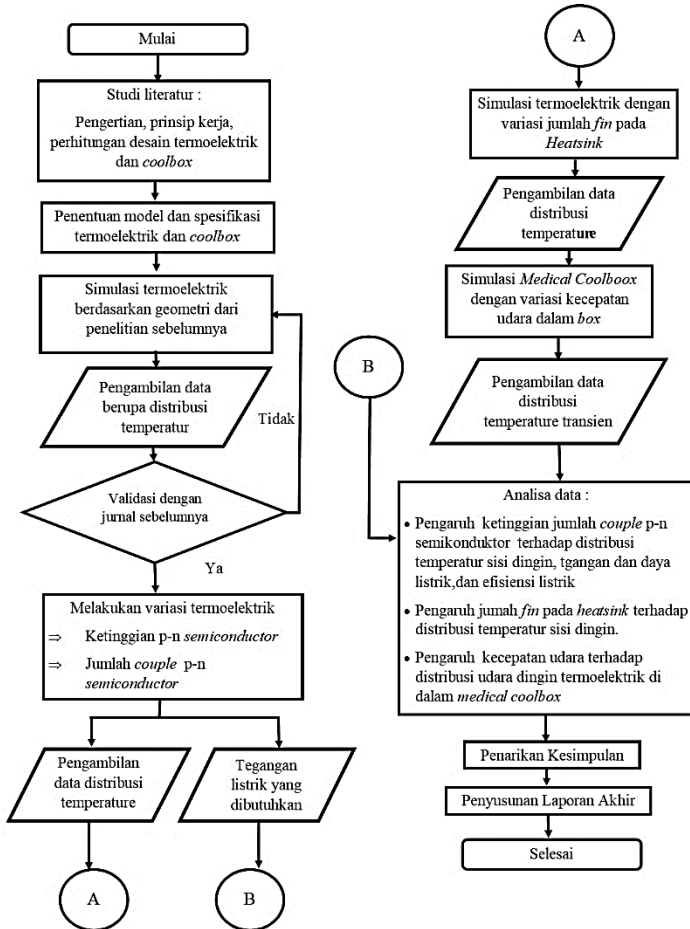 Mulai
Studi literatur :
Pengertian, prinsip kerja,
perhitungan desain termoelektrik
dan coolbox
Penentuan model dan spesifikasi
termoelektrik dan coolbox
Simulasi termoelektrik
berdasarkan geometri dari
penelitian sebelumnya
Pengambilan data
berupa distribusi
temperatur
Tidak
Validasi dengan
jurnal sebelumnya
Ya
Melakukan variasi termoelektrik
⇒ Ketinggian p-n semiconductor
⇒ Jumlah couple p-n
semiconductor
Pengambilan
data distribusi
temperature
Tegangan
listrik yang
dibutuhkan
A
B
A
Simulasi termoelektrik dengan
variasi jumlah fin pada
Heatsink
Pengambilan data
distribusi
temperature
Simulasi Medical Coolboox
dengan variasi kecepatan
udara dalam box
B
Pengambilan data
distribusi
temperature transien
Analisa data :
• Pengaruh ketinggian jumlah couple p-n
semikonduktor terhadap distribusi
temperatur sisi dingin, tgangan dan daya
listrik,dan efisiensi listrik
• Pengaruh jumah fin pada heatsink terhadap
distribusi temperatur sisi dingin.
• Pengaruh kecepatan udara terhadap
distribusi udara dingin termoelektrik di
dalam medical coolbox
Penarikan Kesimpulan
Penyusunan Laporan Akhir
Selesai